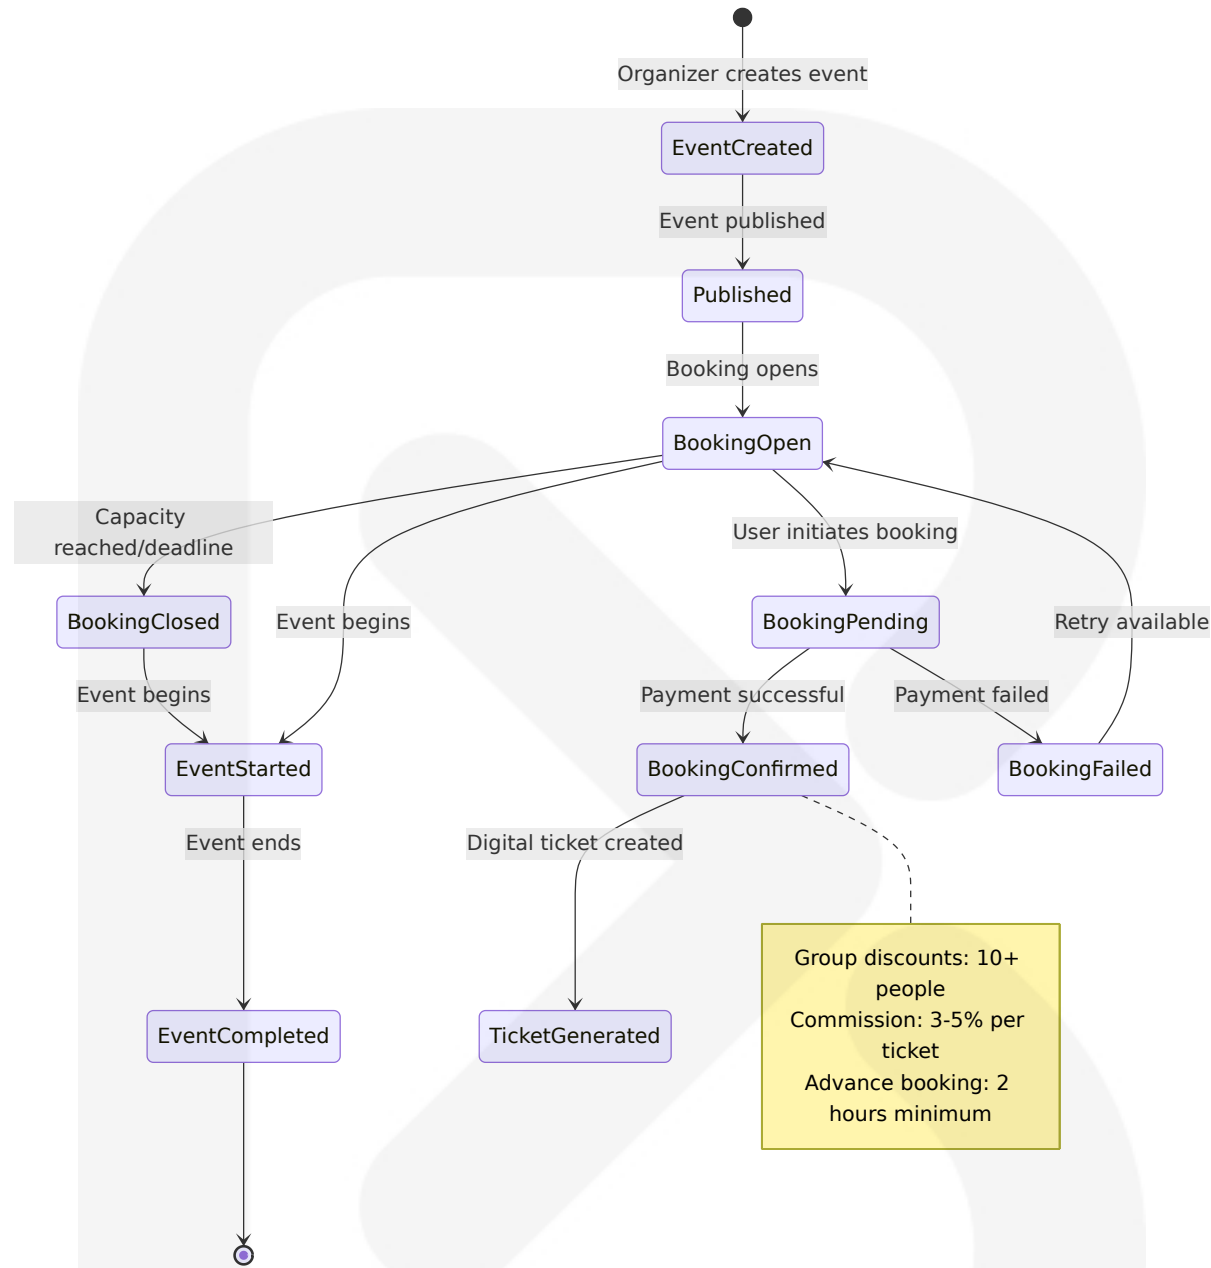 Organizer creates event
EventCreated
Event published
Published
Booking opens
BookingOpen
Capacity
reached/deadline
User initiates booking
BookingClosed
Event begins
BookingPending
Retry available
Event begins
Payment successful
Payment failed
EventStarted
BookingConfirmed
BookingFailed
Event ends
Digital ticket created
Group discounts: 10+
people
Commission: 3-5% per
ticket
Advance booking: 2
hours minimum
EventCompleted
TicketGenerated